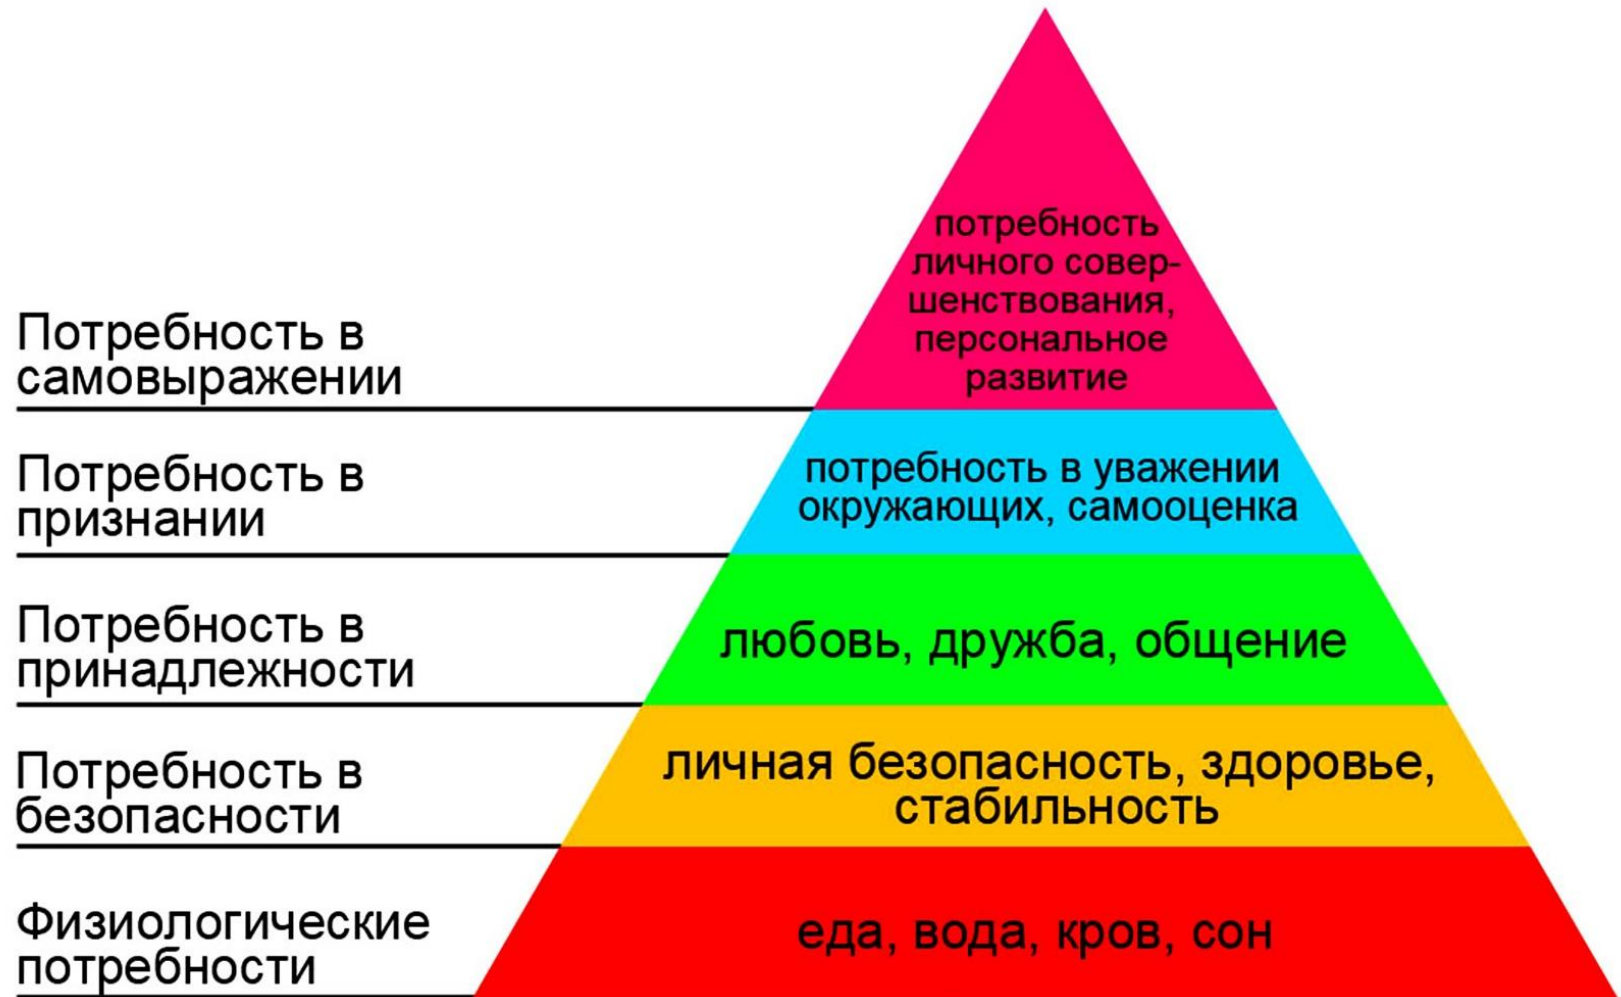 потребность
личного совер-
шенствования,
персональное
развитие
Потребность в
самовыражении
потребность в уважении
окружающих, самооценка
Потребность в
признании
любовь, дружба, общение
Потребность в
принадлежности
личная безопасность, здоровье,
стабильность
Потребность в
безопасности
еда, вода, кров, сон
Физиологические
потребности